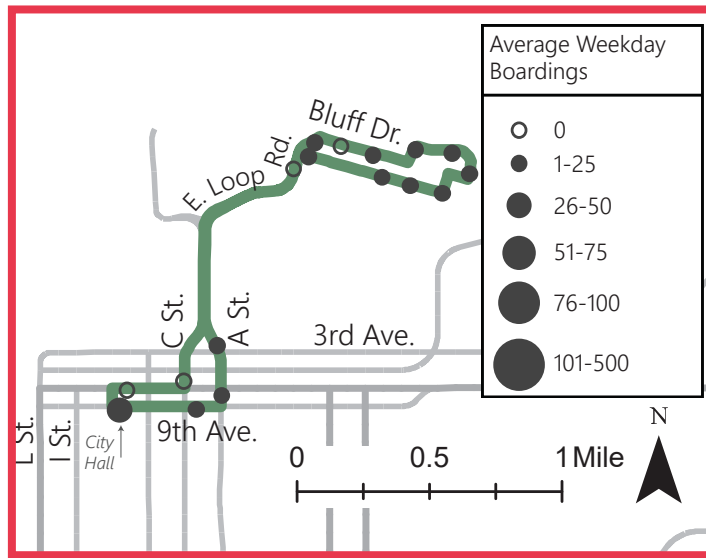 Average Weekday
Boardings
0
1-25
26-50
51-75
76-100
101-500
Bluff Dr.
E. Loop Rd.
C St.
A St.
3rd Ave.
9th Ave.
L St.
I St.
City
Hall
0
0.5
1 Mile
N